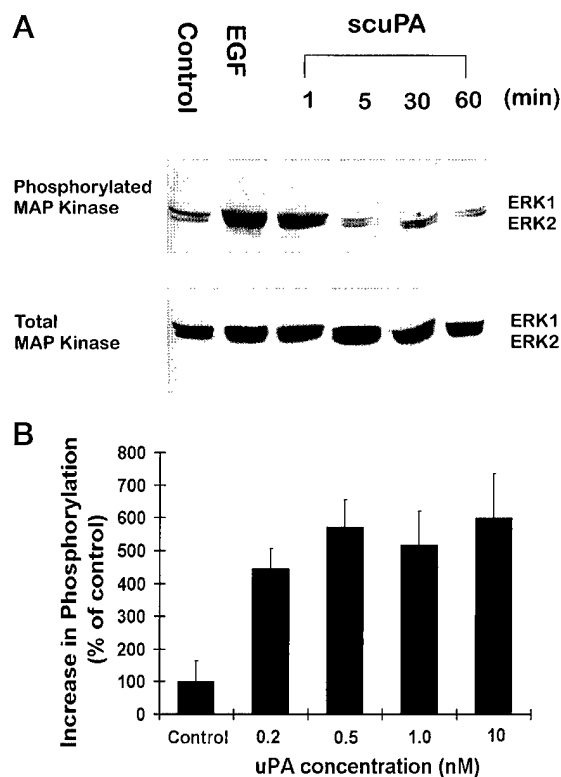 A
scuPA
Control
EGF
1 5 30 60 (min)
Phosphorylated
MAP Kinase
ERK1
ERK2
Total
MAP Kinase
ERK1
ERK2
B
Increase in Phosphorylation
(% of control)
800
700
600
500
400
300
200
100
0
Control 0.2 0.5 1.0 10
uPA concentration (nM)